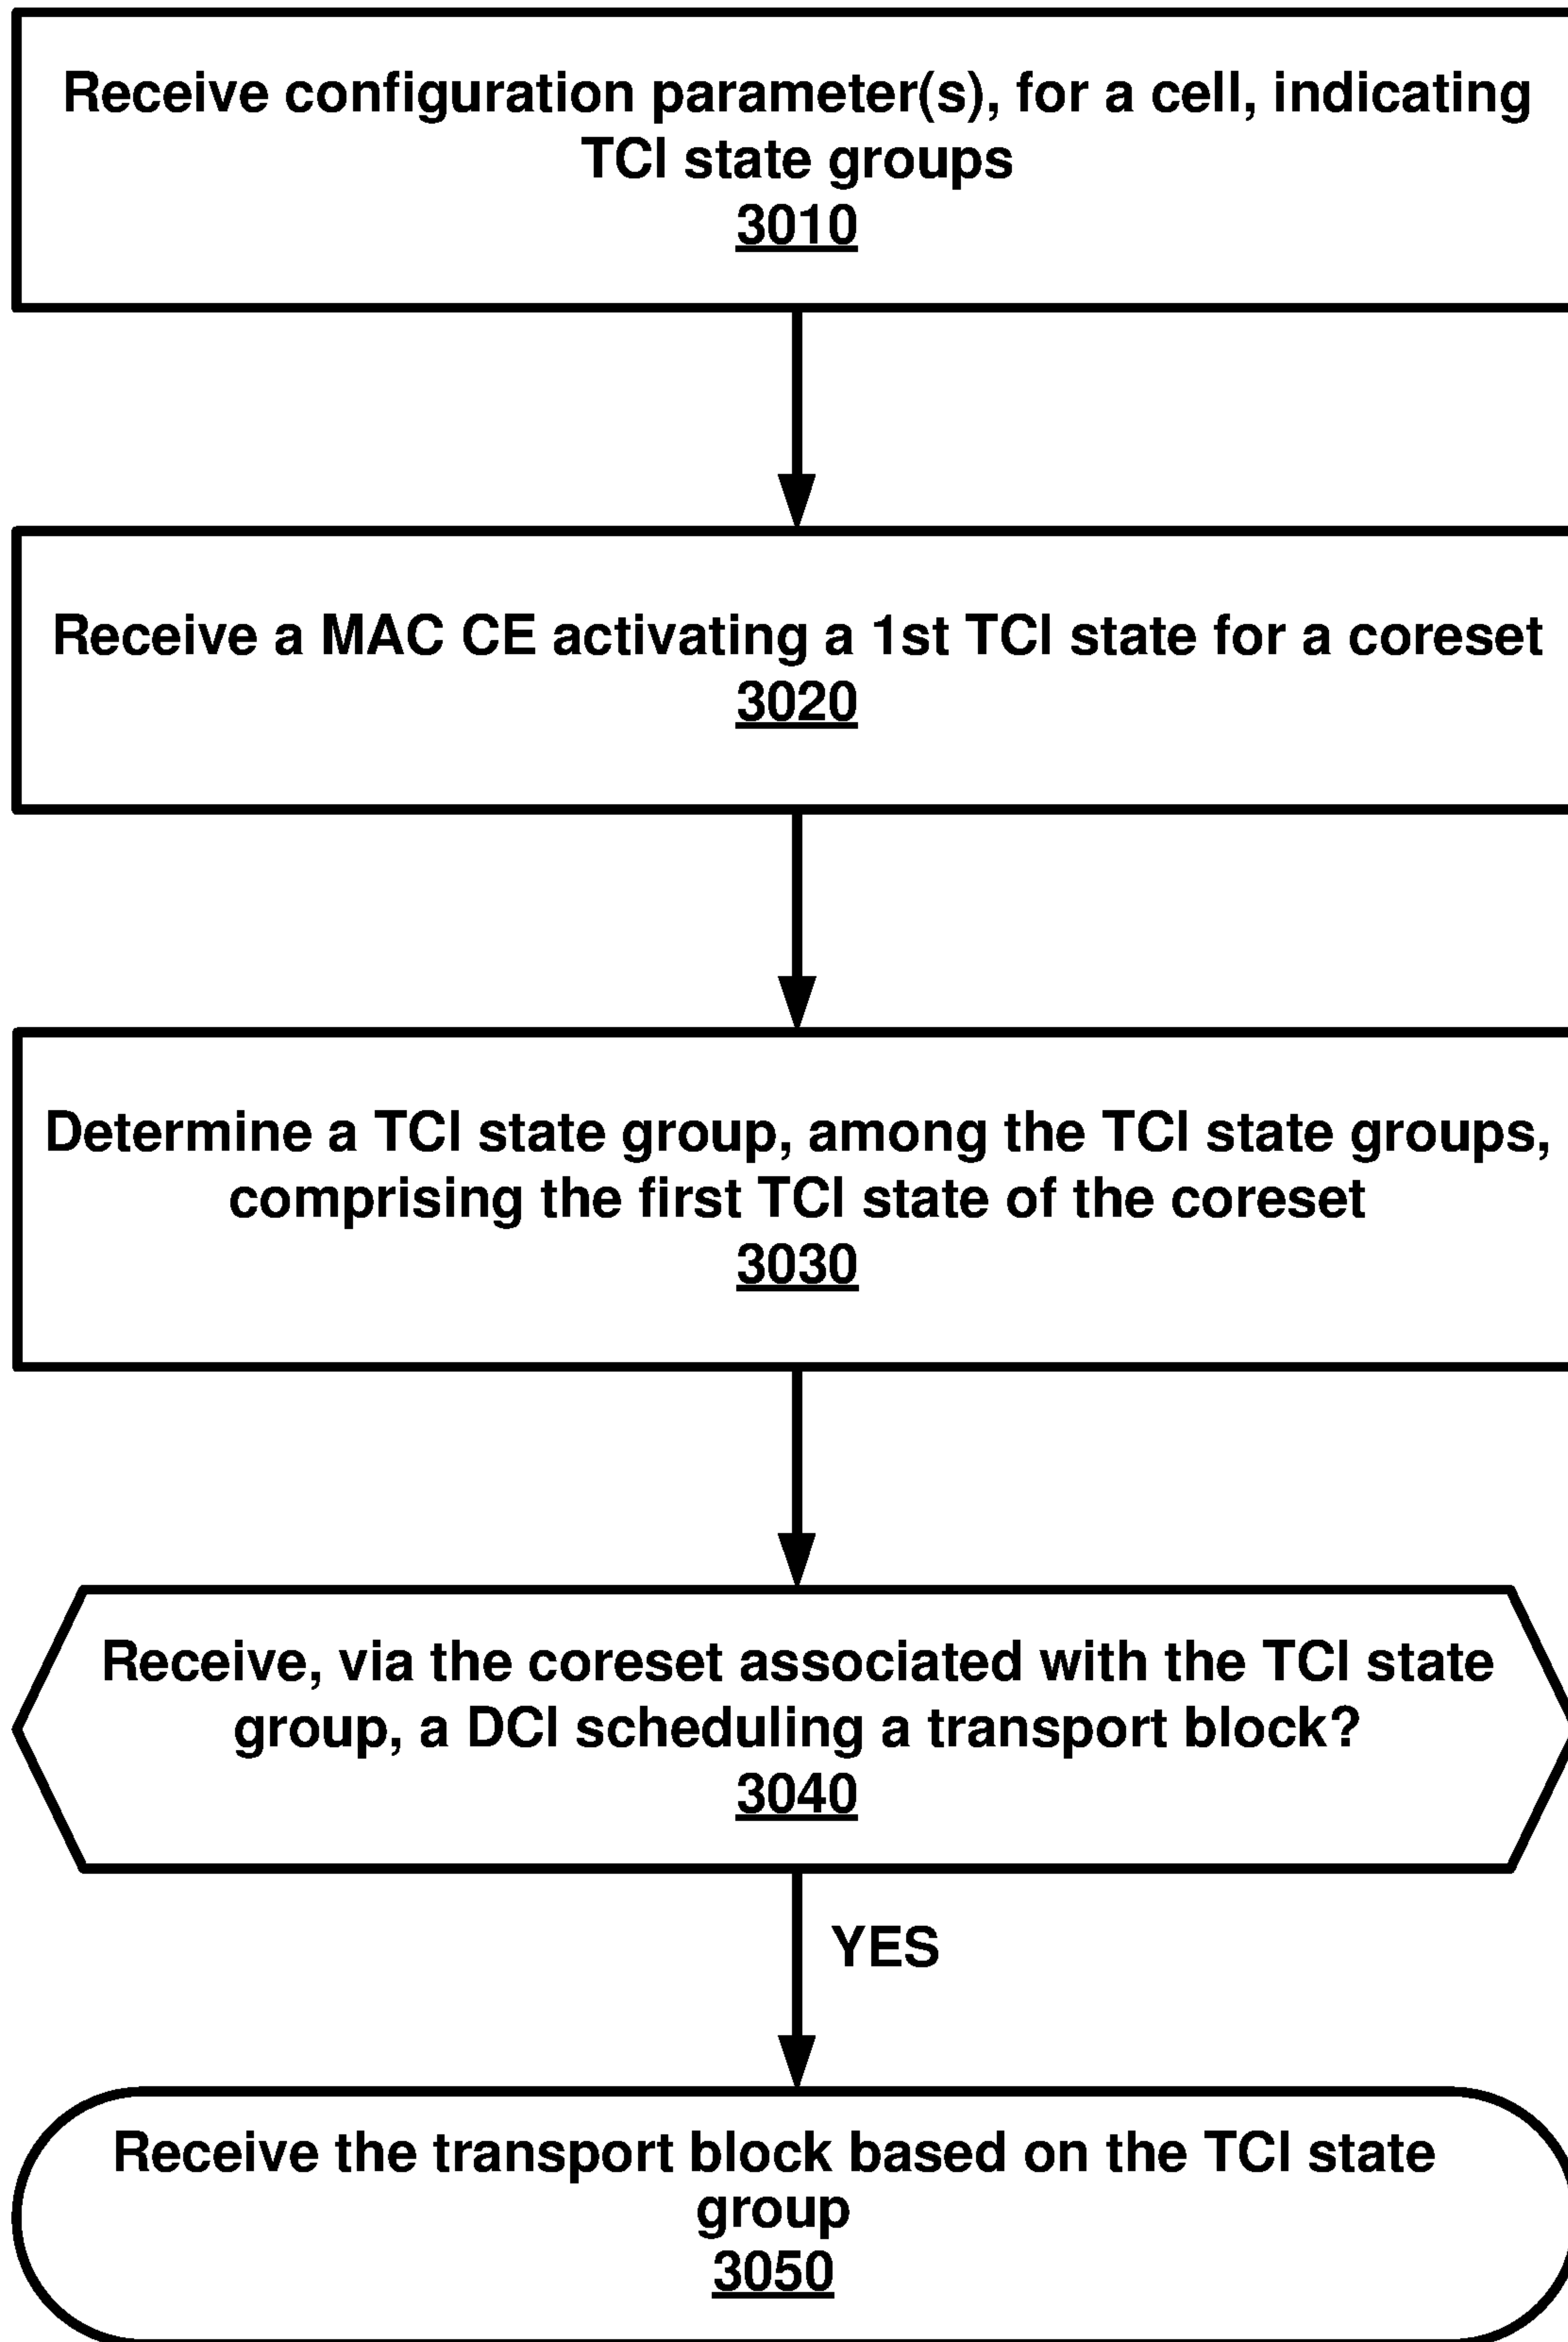 Receive configuration parameter(s), for a cell, indicating
TCI state groups
3010
Receive a MAC CE activating a 1st TCI state for a coreset
3020
Determine a TCI state group, among the TCI state groups,
comprising the first TCI state of the coreset
3030
Receive, via the coreset associated with the TCI state
group, a DCI scheduling a transport block?
3040
YES
Receive the transport block based on the TCI state
group
3050